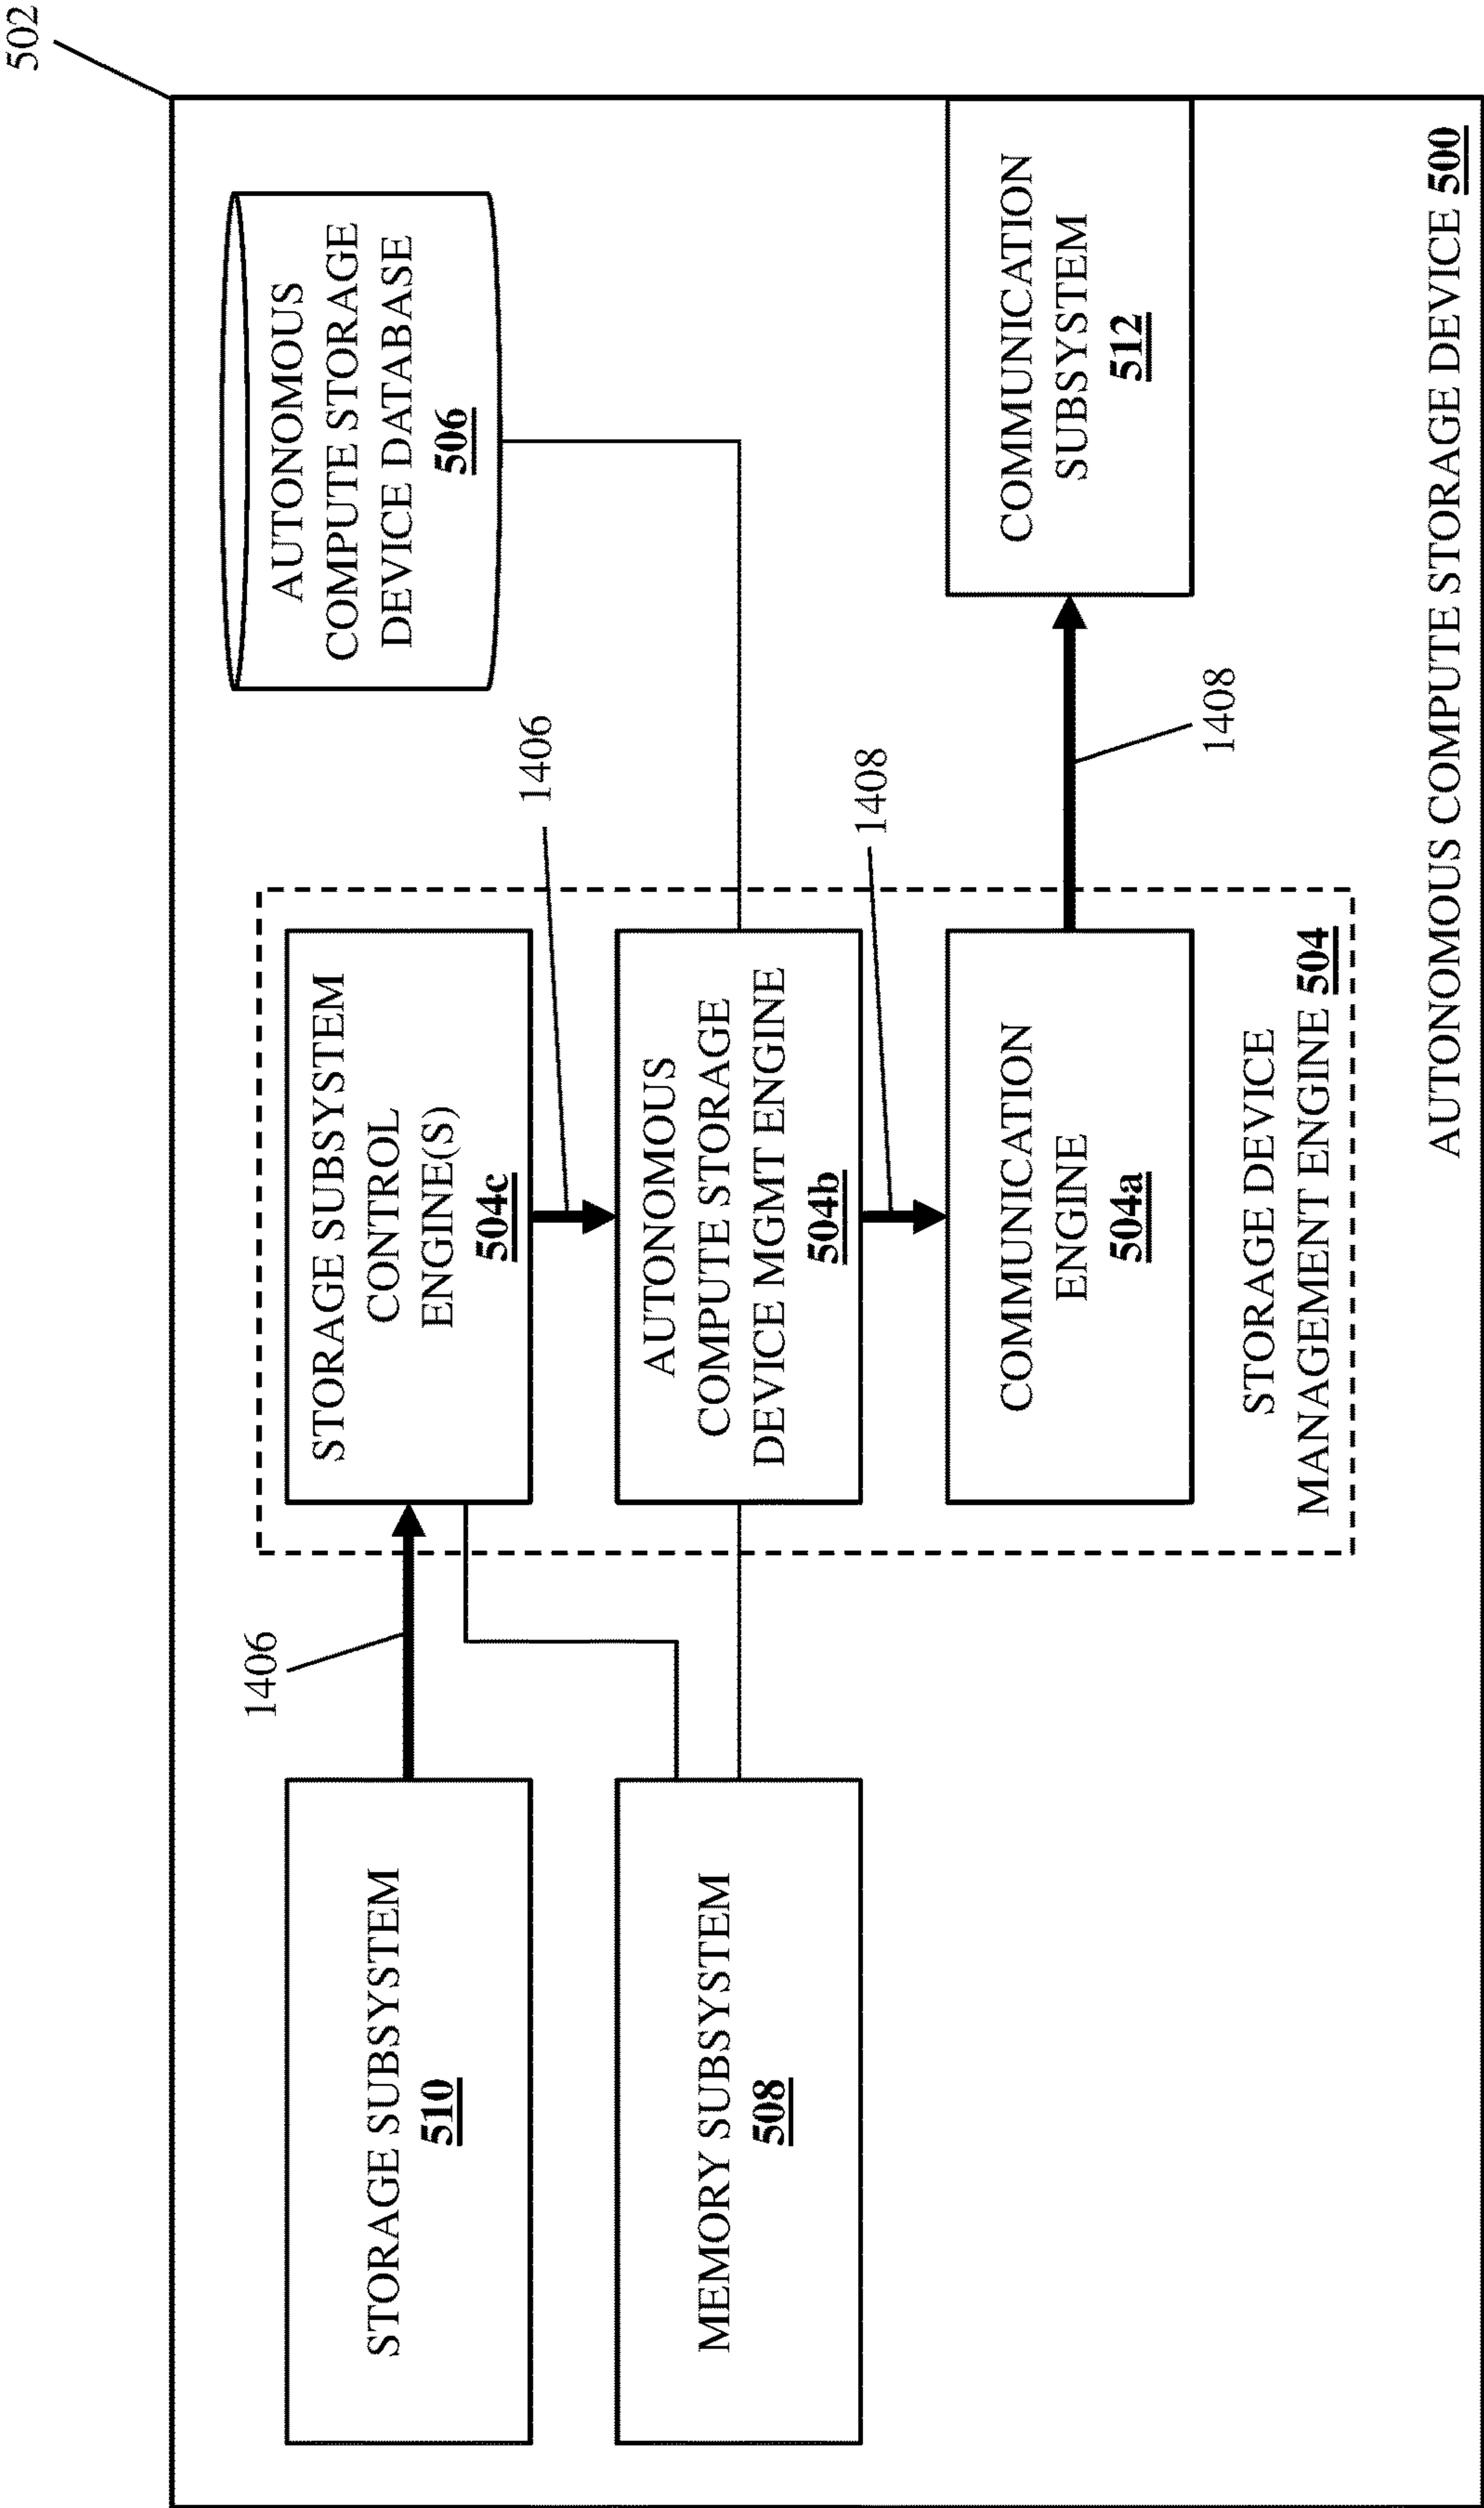 502
STORAGE SUBSYSTEM
510
1406
STORAGE SUBSYSTEM
CONTROL
ENGINE(S)
504c
1406
AUTONOMOUS
COMPUTE STORAGE
DEVICE DATABASE
506
MEMORY SUBSYSTEM
508
AUTONOMOUS
COMPUTE STORAGE
DEVICE MGMT ENGINE
504b
1408
COMMUNICATION
ENGINE
504a
1408
COMMUNICATION
SUBSYSTEM
512
STORAGE DEVICE
MANAGEMENT ENGINE 504
AUTONOMOUS COMPUTE STORAGE DEVICE 500